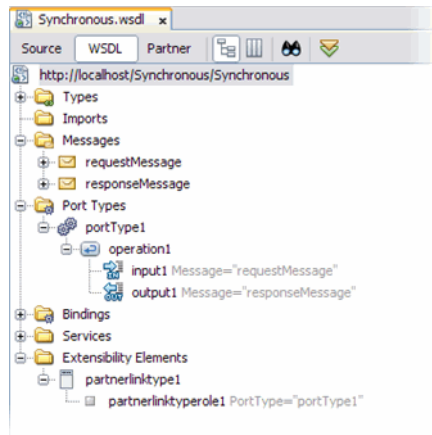 Synchronous.wsdl x
Source WSDL Partner
http://localhost/Synchronous/Synchronous
Types
Imports
Messages
requestMessage
responseMessage
Port Types
portType1
operation1
input1 Message="requestMessage"
output1 Message="responseMessage"
Bindings
Services
Extensibility Elements
partnerlinktype1
partnerlinktyperole1 PortType="portType1"